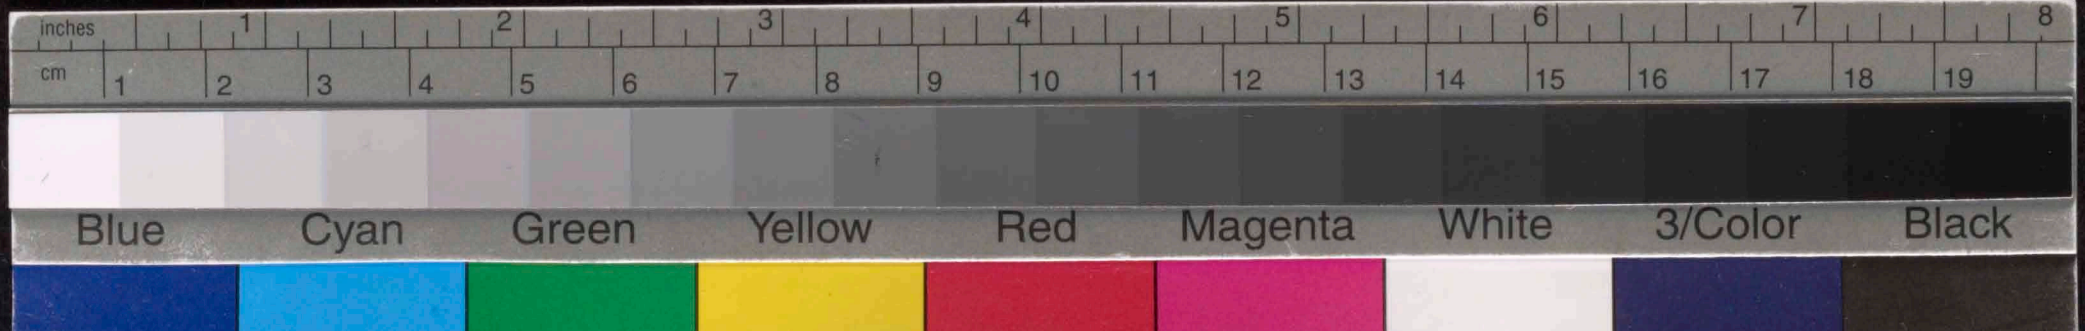 inches 1 2 3 4 5 6 7 8
cm 1 2 3 4 5 6 7 8 9 10 11 12 13 14 15 16 17 18 19
Blue Cyan Green Yellow Red Magenta White 3/Color Black